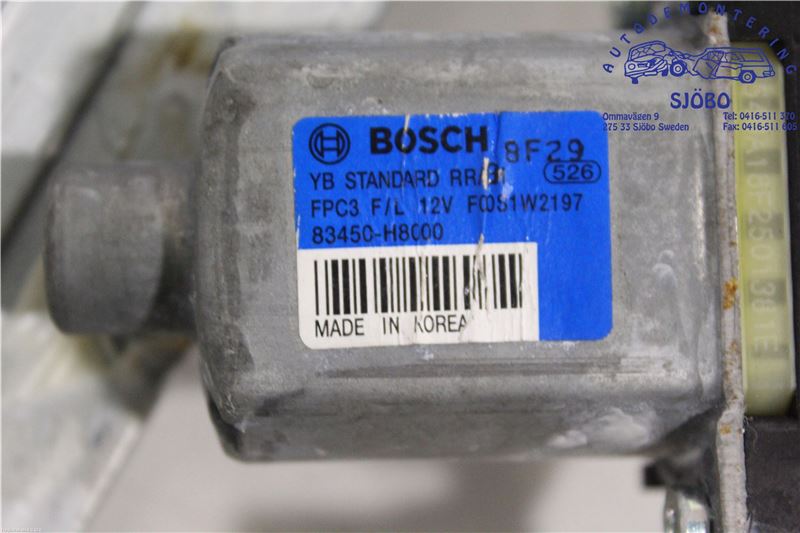 AUTODEMONTERING
SJÖBO
Ommavägen 9
275 33 Sjöbo Sweden
Tel: 0416-511 370
Fax: 0416-511 605
BOSCH 8F29
YB STANDARD 526
FPC3 F/L 12V F00S1W2197
83450-H8000
MADE IN KOREA